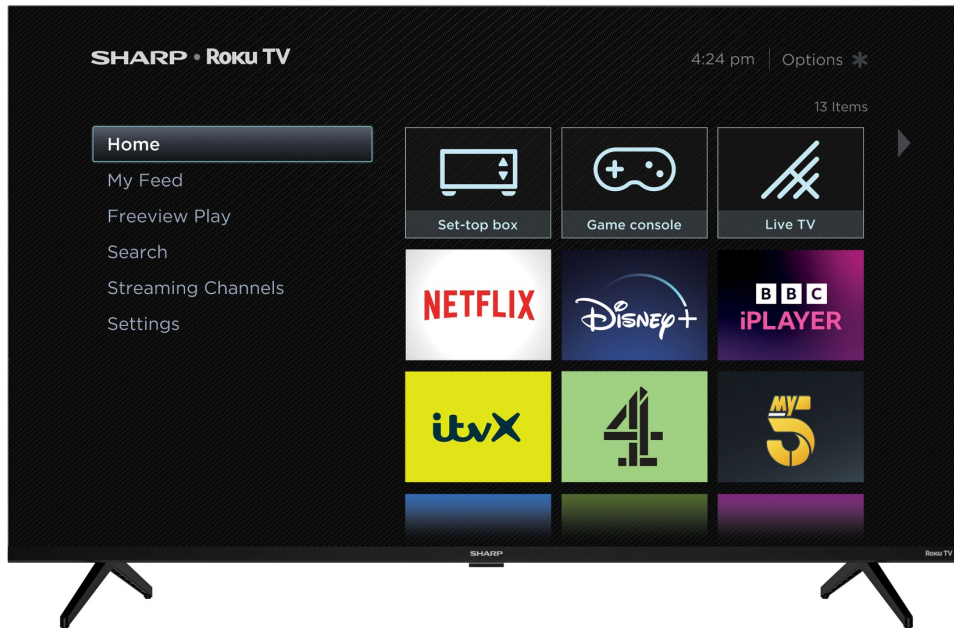 SHARP • ROKU TV
4:24 pm | Options ✱
13 Items
Home
My Feed
Freeview Play
Search
Streaming Channels
Settings
Set-top box
Game console
Live TV
NETFLIX
Disney+
BBC
iPLAYER
itvX
4
MY
5
SHARP
ROKU TV